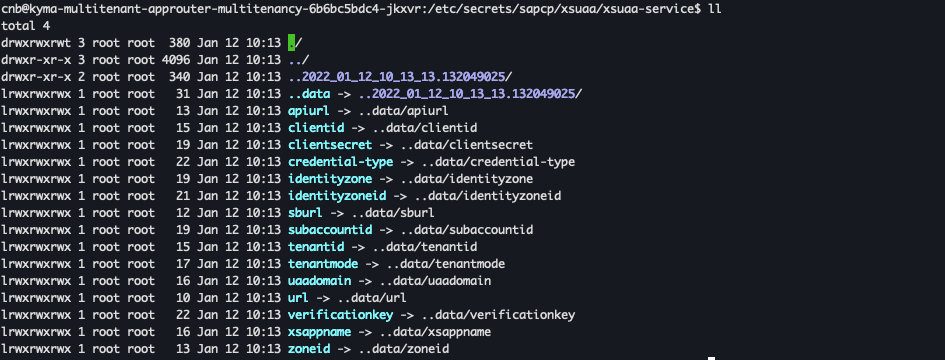 cnb@kyma-multitenant-approuter-multitenancy-6b6bc5bdc4-jkxvr:/etc/secrets/sapcp/xsuaa/xsuaa-service$ ll
total 4
drwxrwxrwt 3 root root  380 Jan 12 10:13 ./
drwxr-xr-x 3 root root 4096 Jan 12 10:13 ../
drwxr-xr-x 2 root root  340 Jan 12 10:13 ..2022_01_12_10_13_13.132049025/
lrwxrwxrwx 1 root root   31 Jan 12 10:13 ..data -> ..2022_01_12_10_13_13.132049025/
lrwxrwxrwx 1 root root   13 Jan 12 10:13 apiurl -> ..data/apiurl
lrwxrwxrwx 1 root root   15 Jan 12 10:13 clientid -> ..data/clientid
lrwxrwxrwx 1 root root   19 Jan 12 10:13 clientsecret -> ..data/clientsecret
lrwxrwxrwx 1 root root   22 Jan 12 10:13 credential-type -> ..data/credential-type
lrwxrwxrwx 1 root root   19 Jan 12 10:13 identityzone -> ..data/identityzone
lrwxrwxrwx 1 root root   21 Jan 12 10:13 identityzoneid -> ..data/identityzoneid
lrwxrwxrwx 1 root root   12 Jan 12 10:13 sburl -> ..data/sburl
lrwxrwxrwx 1 root root   19 Jan 12 10:13 subaccountid -> ..data/subaccountid
lrwxrwxrwx 1 root root   15 Jan 12 10:13 tenantid -> ..data/tenantid
lrwxrwxrwx 1 root root   17 Jan 12 10:13 tenantmode -> ..data/tenantmode
lrwxrwxrwx 1 root root   16 Jan 12 10:13 uaadomain -> ..data/uaadomain
lrwxrwxrwx 1 root root   10 Jan 12 10:13 url -> ..data/url
lrwxrwxrwx 1 root root   22 Jan 12 10:13 verificationkey -> ..data/verificationkey
lrwxrwxrwx 1 root root   16 Jan 12 10:13 xsappname -> ..data/xsappname
lrwxrwxrwx 1 root root   13 Jan 12 10:13 zoneid -> ..data/zoneid